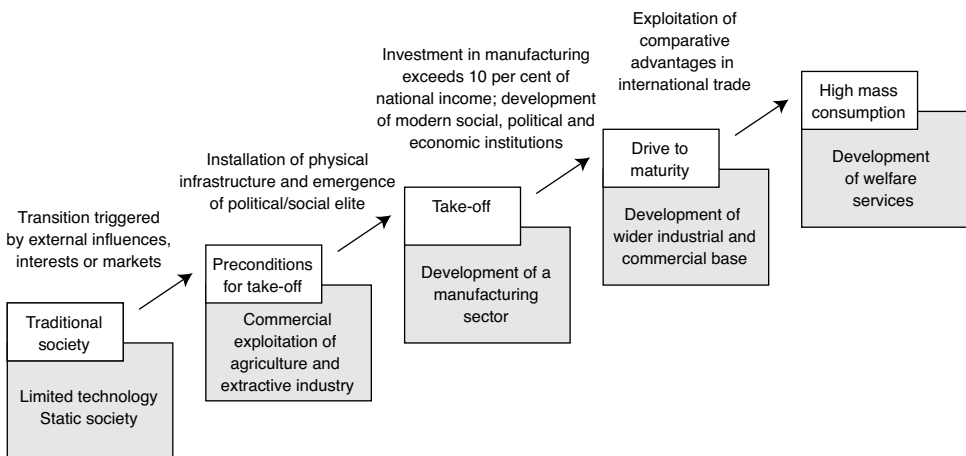 Traditional
society
Limited technology
Static society
Transition triggered
by external influences,
interests or markets
Preconditions
for take-off
Commercial
exploitation of
agriculture and
extractive industry
Installation of physical
infrastructure and emergence
of political/social elite
Take-off
Development of a
manufacturing
sector
Investment in manufacturing
exceeds 10 per cent of
national income; development
of modern social, political and
economic institutions
Drive to
maturity
Development of
wider industrial and
commercial base
Exploitation of
comparative
advantages in
international trade
High mass
consumption
Development
of welfare
services